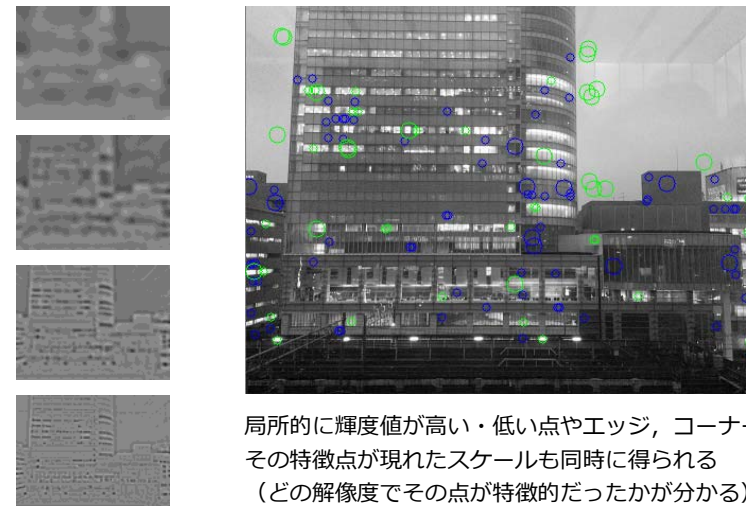 局所的に輝度値が高い・低い点やエッジ，コーナー
その特徴点が現れたスケールも同時に得られる
（どの解像度でその点が特徴的だったかが分かる）